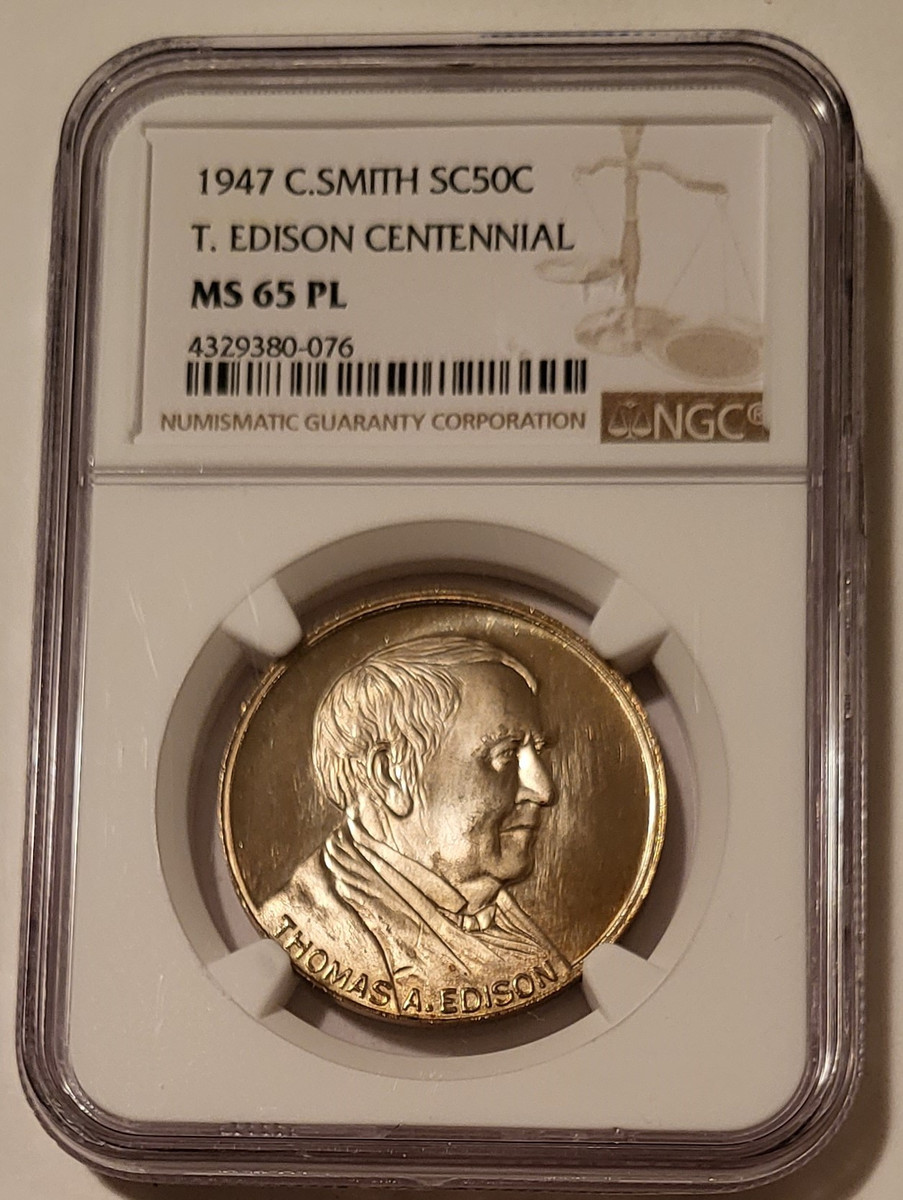 1947 C.SMITH SC50C
T. EDISON CENTENNIAL
MS 65 PL
4329380-076
NUMISMATIC GUARANTY CORPORATION
NGC®
THOMAS A. EDISON